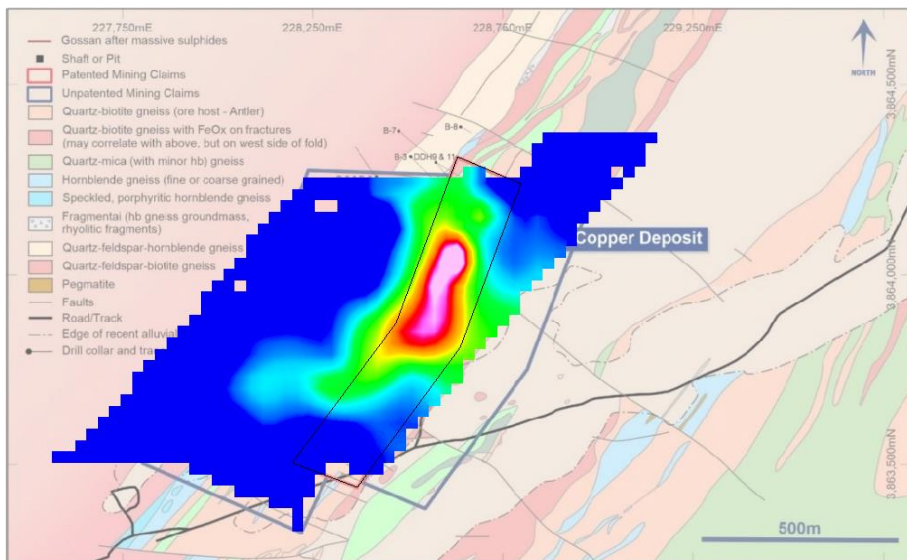 227,750mE
228,250mE
228,750mE
229,250mE
Gossan after massive sulphides
Shaft or Pit
Patented Mining Claims
Unpatented Mining Claims
Quartz-biotite gneiss (ore host - Antler)
Quartz-biotite gneiss with FeOx on fractures
(may correlate with above, but on west side of fold)
Quartz-mica (with minor hb) gneiss
Hornblende gneiss (fine or coarse grained)
Speckled, porphyritic hornblende gneiss
Fragmental (hb gneiss groundmass,
rhyolitic fragments)
Quartz-feldspar-hornblende gneiss
Quartz-feldspar-biotite gneiss
Pegmatite
Faults
Road/Track
Edge of recent alluvial
Drill collar and tra
NORTH
3,864,500mN
B-7
B-8
B-3
DDH9 & 11
Copper Deposit
3,864,000mN
3,863,500mN
500m